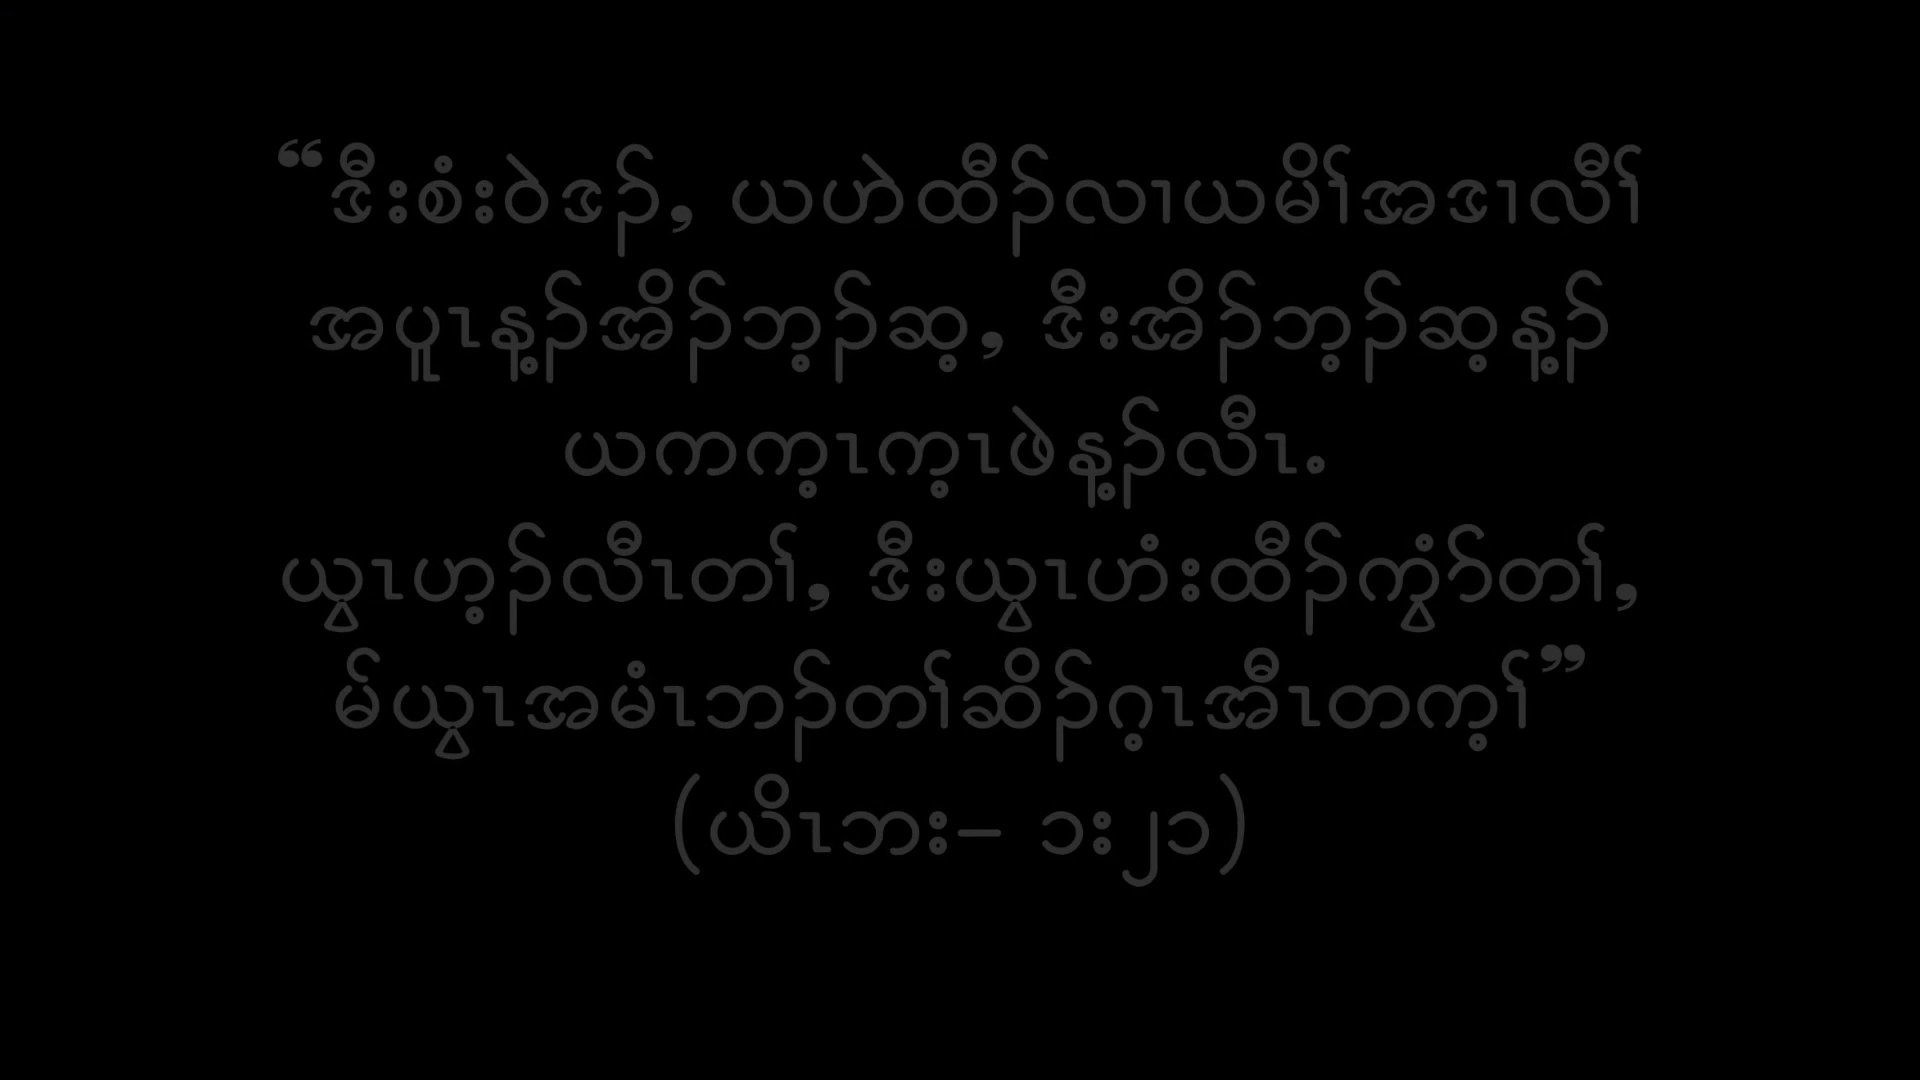 “ဒီးစံးဝဲဒၣ်, ယဟဲထီၣ်လၢယမိၢ်အဒၢလီၢ်
အပူၤန့ၣ်အိၣ်ဘ့ၣ်ဆ့, ဒီးအိၣ်ဘ့ၣ်ဆ့န့ၣ်
ယကက့ၤက့ၤဖဲန့ၣ်လီၤ.
ယွၤဟ့ၣ်လီၤတၢ်, ဒီးယွၤဟံးထီၣ်ကွံာ်တၢ်,
မ်ယွၤအမံၤဘၣ်တၢ်ဆိၣ်ဂ့ၤအီၤတက့ၢ်”
(ယိၤဘး– ၁း၂၁)